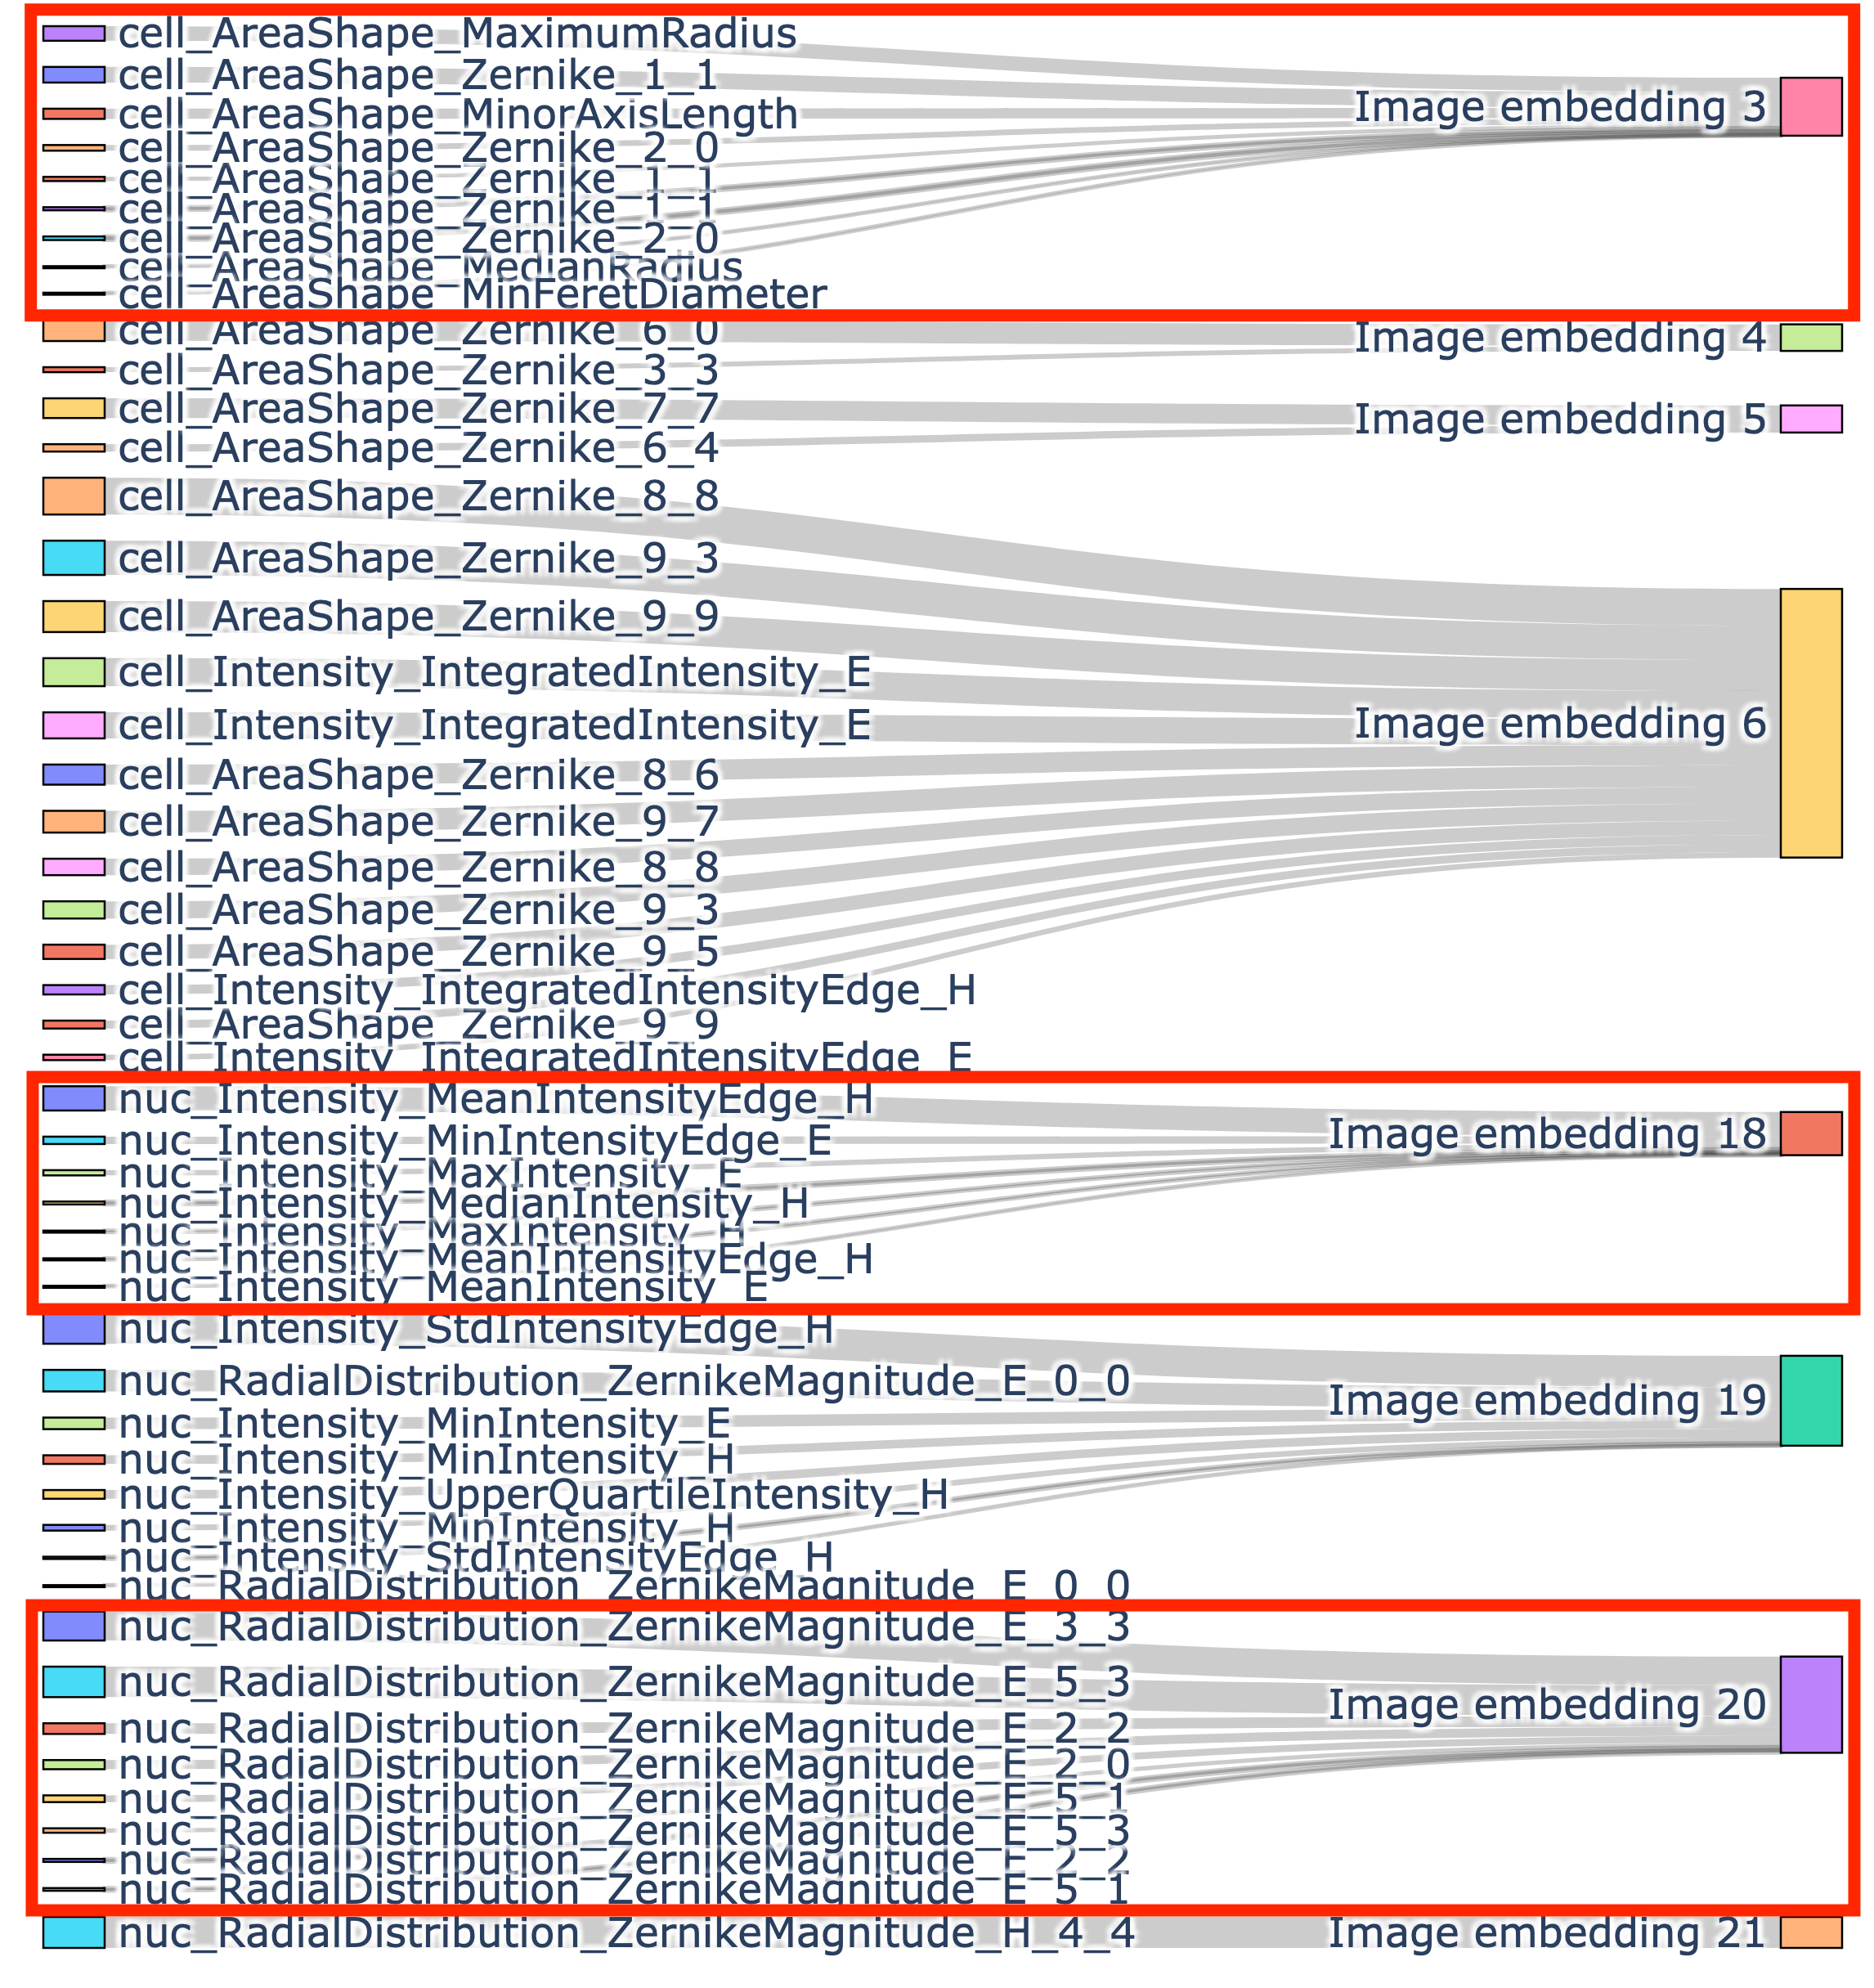 cell_AreaShape_MaximumRadius
cell_AreaShape_Zernike_1_1
cell_AreaShape_MinorAxisLength
cell_AreaShape_Zernike_2_0
cell_AreaShape_Zernike_1_1
cell_AreaShape_Zernike_1_1
cell_AreaShape_Zernike_2_0
cell_AreaShape_MedianRadius
cell_AreaShape_MinFeretDiameter
Image embedding 3
cell_AreaShape_Zernike_6_0
cell_AreaShape_Zernike_3_3
Image embedding 4
cell_AreaShape_Zernike_7_7
cell_AreaShape_Zernike_6_4
Image embedding 5
cell_AreaShape_Zernike_8_8
cell_AreaShape_Zernike_9_3
cell_AreaShape_Zernike_9_9
cell_Intensity_IntegratedIntensity_E
cell_Intensity_IntegratedIntensity_E
cell_AreaShape_Zernike_8_6
cell_AreaShape_Zernike_9_7
cell_AreaShape_Zernike_8_8
cell_AreaShape_Zernike_9_3
cell_AreaShape_Zernike_9_5
cell_Intensity_IntegratedIntensityEdge_H
cell_AreaShape_Zernike_9_9
cell_Intensity_IntegratedIntensityEdge_E
Image embedding 6
nuc_Intensity_MeanIntensityEdge_H
nuc_Intensity_MinIntensityEdge_E
nuc_Intensity_MaxIntensity_E
nuc_Intensity_MedianIntensity_H
nuc_Intensity_MaxIntensity_H
nuc_Intensity_MeanIntensityEdge_H
nuc_Intensity_MeanIntensity_E
Image embedding 18
nuc_Intensity_StdIntensityEdge_H
nuc_RadialDistribution_ZernikeMagnitude_E_0_0
nuc_Intensity_MinIntensity_E
nuc_Intensity_MinIntensity_H
nuc_Intensity_UpperQuartileIntensity_H
nuc_Intensity_MinIntensity_H
nuc_Intensity_StdIntensityEdge_H
nuc_RadialDistribution_ZernikeMagnitude_E_0_0
Image embedding 19
nuc_RadialDistribution_ZernikeMagnitude_E_3_3
nuc_RadialDistribution_ZernikeMagnitude_E_5_3
nuc_RadialDistribution_ZernikeMagnitude_E_2_2
nuc_RadialDistribution_ZernikeMagnitude_E_2_0
nuc_RadialDistribution_ZernikeMagnitude_E_5_1
nuc_RadialDistribution_ZernikeMagnitude_E_5_3
nuc_RadialDistribution_ZernikeMagnitude_E_2_2
nuc_RadialDistribution_ZernikeMagnitude_E_5_1
Image embedding 20
nuc_RadialDistribution_ZernikeMagnitude_H_4_4
Image embedding 21